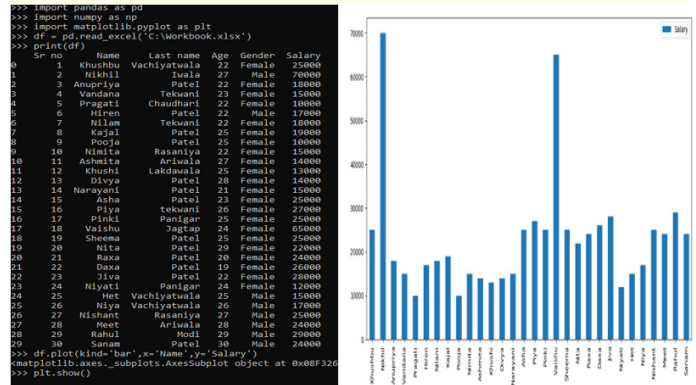 >>> import pandas as pd
>>> import numpy as np
>>> import matplotlib.pyplot as plt
>>> df = pd.read_excel('C:\Workbook.xlsx')
>>> print(df)
Sr no Name Last name Age Gender Salary
0 1 Khushbu Vachiyatwala 22 Female 25000
1 2 Nikhil Iwala 27 Male 70000
2 3 Anupriya Patel 22 Female 18000
3 4 Vandana Tekwani 23 Female 15000
4 5 Pragati Chaudhari 22 Female 10000
5 6 Hiren Patel 22 Male 17000
6 7 Nilam Tekwani 22 Female 18000
7 8 Kajal Patel 25 Female 19000
8 9 Pooja Patel 25 Female 10000
9 10 Nimita Rasaniya 22 Female 15000
10 11 Ashmita Ariwala 27 Female 14000
11 12 Khushi Lakdawala 25 Female 13000
12 13 Divya Patel 28 Female 14000
13 14 Narayani Patel 21 Female 15000
14 15 Asha Patel 23 Female 25000
15 16 Piya tekwani 26 Female 27000
16 17 Pinki Panigar 25 Female 25000
17 18 Vaishu Jagtap 24 Female 65000
18 19 Sheema Patel 25 Female 25000
19 20 Nita Patel 29 Female 22000
20 21 Raxa Patel 20 Female 24000
21 22 Daxa Patel 19 Female 26000
22 23 Jiva Patel 22 Female 28000
23 24 Niyati Panigar 24 Female 12000
24 25 Het Vachiyatwala 25 Male 15000
25 26 Niya Vachiyatwala 26 Male 17000
26 27 Nishant Rasaniya 27 Male 25000
27 28 Meet Ariwala 28 Male 24000
28 29 Rahul Modi 29 Male 29000
29 30 Sanam Patel 30 Male 24000
>>> df.plot(kind='bar',x='Name',y='Salary')
<matplotlib.axes._subplots.AxesSubplot object at 0x08F326
>>> plt.show()
Salary
70000
60000
50000
40000
30000
20000
10000
0
Khushbu
Nikhil
Anupriya
Vandana
Pragati
Hiren
Nilam
Kajal
Pooja
Nimita
Ashmita
Khushi
Divya
Narayani
Asha
Piya
Pinki
Vaishu
Sheema
Nita
Raxa
Daxa
Jiva
Niyati
Het
Niya
Nishant
Meet
Rahul
Sanam